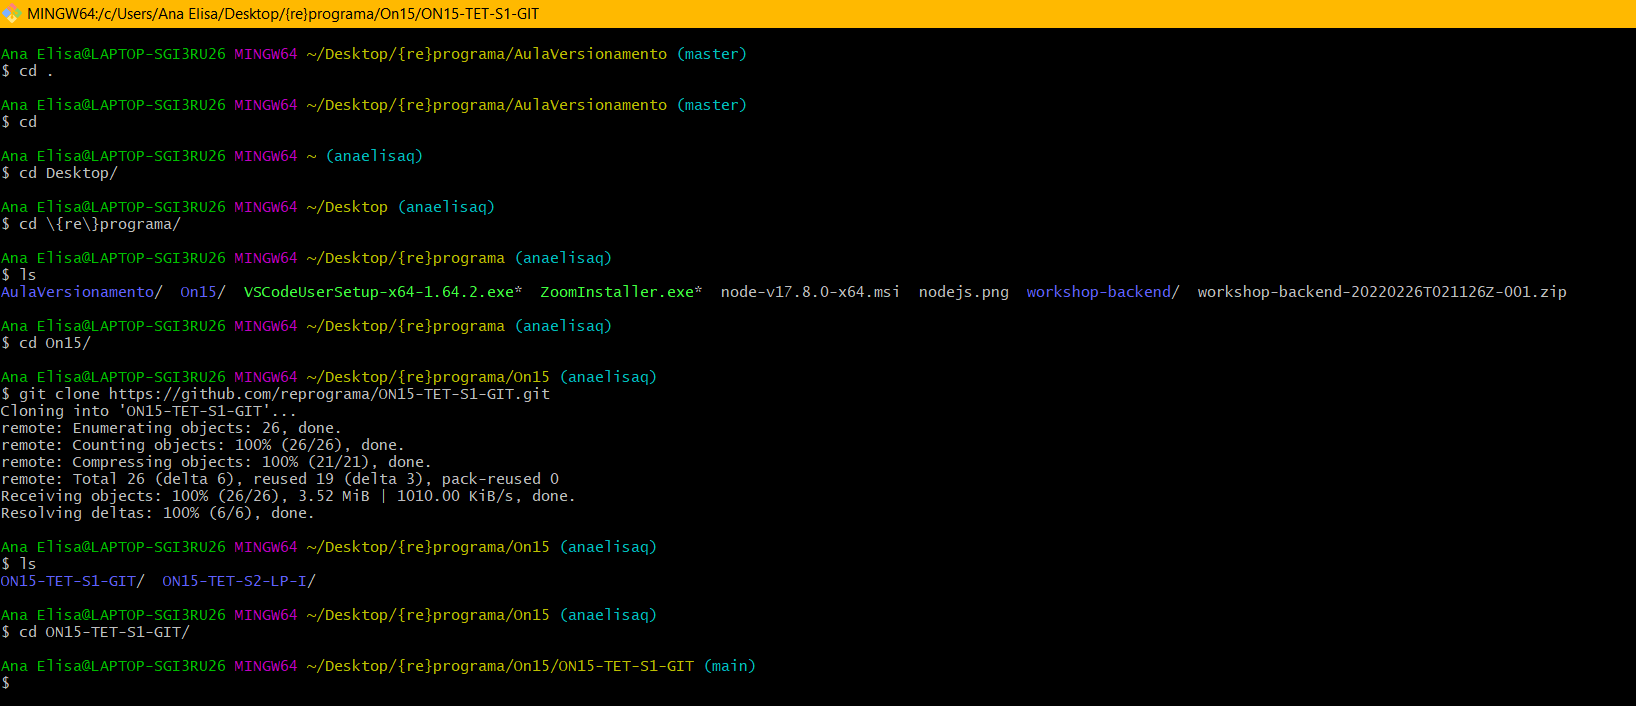 MINGW64:/c/Users/Ana Elisa/Desktop/{re}programa/On15/ON15-TET-S1-GIT
Ana Elisa@LAPTOP-SGI3RU26 MINGW64 ~/Desktop/{re}programa/AulaVersionamento (master)
$ cd .
Ana Elisa@LAPTOP-SGI3RU26 MINGW64 ~/Desktop/{re}programa/AulaVersionamento (master)
$ cd
Ana Elisa@LAPTOP-SGI3RU26 MINGW64 ~ (anaelisaq)
$ cd Desktop/
Ana Elisa@LAPTOP-SGI3RU26 MINGW64 ~/Desktop (anaelisaq)
$ cd \{re\}programa/
Ana Elisa@LAPTOP-SGI3RU26 MINGW64 ~/Desktop/{re}programa (anaelisaq)
$ ls
AulaVersionamento/  On15/  VSCodeUserSetup-x64-1.64.2.exe*  ZoomInstaller.exe*  node-v17.8.0-x64.msi  nodejs.png  workshop-backend/  workshop-backend-20220226T021126Z-001.zip
Ana Elisa@LAPTOP-SGI3RU26 MINGW64 ~/Desktop/{re}programa (anaelisaq)
$ cd On15/
Ana Elisa@LAPTOP-SGI3RU26 MINGW64 ~/Desktop/{re}programa/On15 (anaelisaq)
$ git clone https://github.com/reprograma/ON15-TET-S1-GIT.git
Cloning into 'ON15-TET-S1-GIT'...
remote: Enumerating objects: 26, done.
remote: Counting objects: 100% (26/26), done.
remote: Compressing objects: 100% (21/21), done.
remote: Total 26 (delta 6), reused 19 (delta 3), pack-reused 0
Receiving objects: 100% (26/26), 3.52 MiB | 1010.00 KiB/s, done.
Resolving deltas: 100% (6/6), done.
Ana Elisa@LAPTOP-SGI3RU26 MINGW64 ~/Desktop/{re}programa/On15 (anaelisaq)
$ ls
ON15-TET-S1-GIT/  ON15-TET-S2-LP-I/
Ana Elisa@LAPTOP-SGI3RU26 MINGW64 ~/Desktop/{re}programa/On15 (anaelisaq)
$ cd ON15-TET-S1-GIT/
Ana Elisa@LAPTOP-SGI3RU26 MINGW64 ~/Desktop/{re}programa/On15/ON15-TET-S1-GIT (main)
$